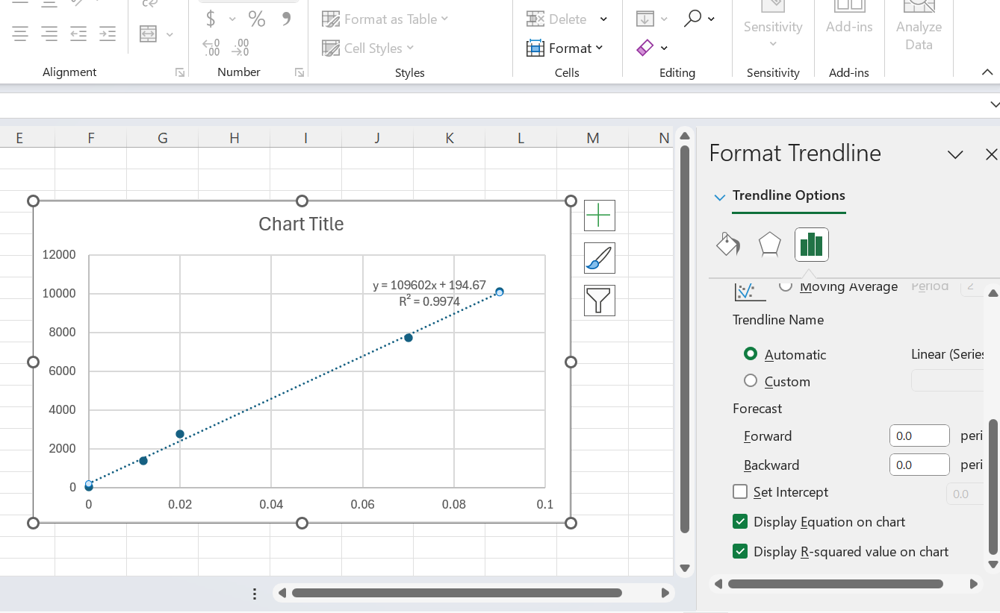 $ % 9
Format as Table
Delete
Sensitivity Add-ins Analyze
Data
.00 .00
Cell Styles
Format
Alignment Number Styles Cells Editing Sensitivity Add-ins
E F G H I J K L M N
Format Trendline
Trendline Options
Chart Title
12000
y = 109602x + 194.67
R² = 0.9974
10000
8000
6000
4000
2000
0
0 0.02 0.04 0.06 0.08 0.1
Moving Average Period 2
Trendline Name
Automatic Linear (Series
Custom
Forecast
Forward 0.0 peri
Backward 0.0 peri
Set Intercept 0.0
Display Equation on chart
Display R-squared value on chart